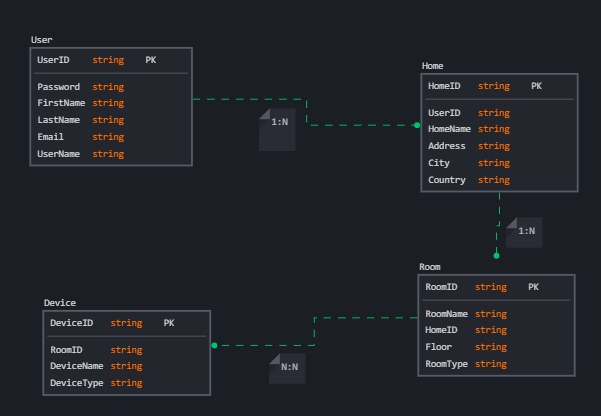 User
UserID string PK
Password string
FirstName string
LastName string
Email string
UserName string
1:N
Home
HomeID string PK
UserID string
HomeName string
Address string
City string
Country string
1:N
Room
RoomID string PK
RoomName string
HomeID string
Floor string
RoomType string
Device
DeviceID string PK
RoomID string
DeviceName string
DeviceType string
N:N